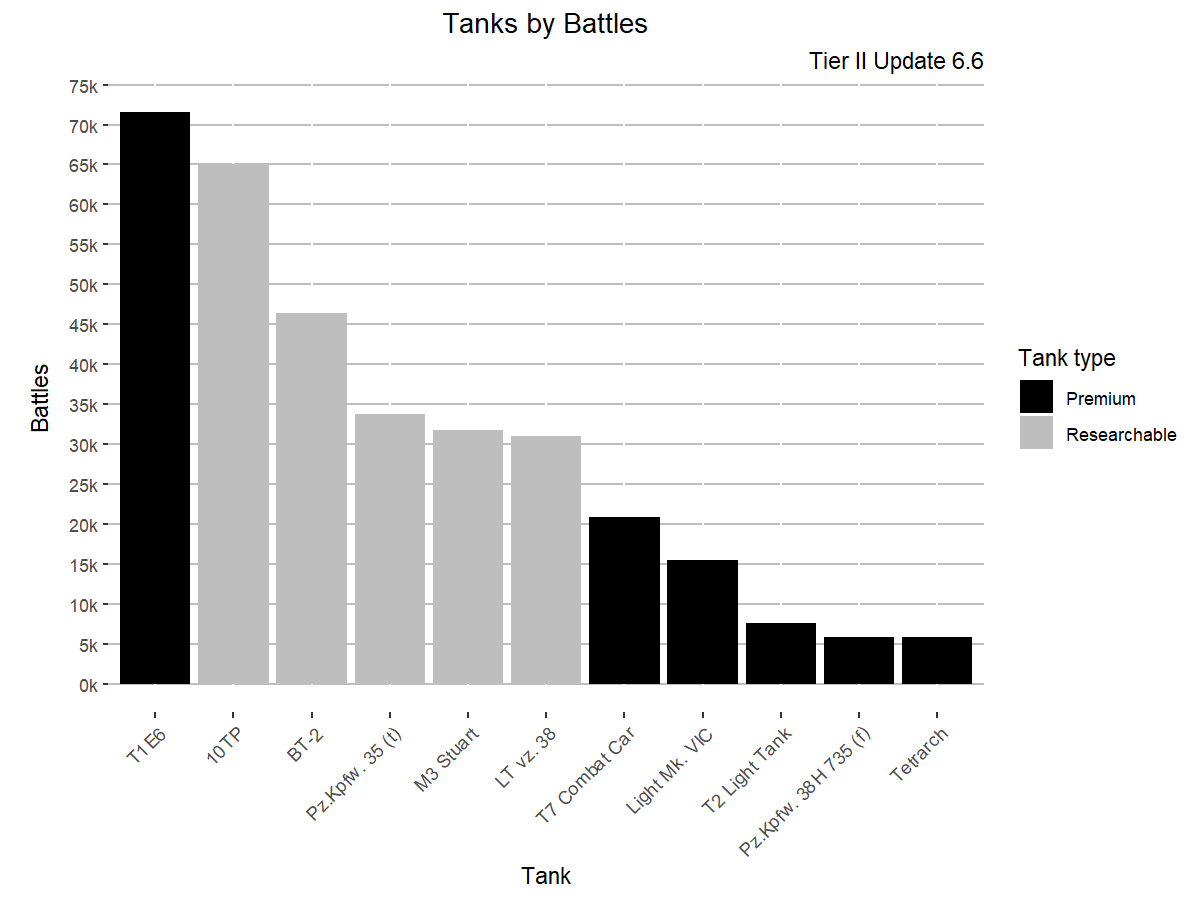 Tanks by Battles
Tier II Update 6.6
75k
70k
65k
60k
55k
50k
45k
40k
35k
30k
25k
20k
15k
10k
5k
0k
Battles
T1E6
10TP
BT-2
Pz.Kpfw. 35 (t)
M3 Stuart
LT vz. 38
T7 Combat Car
Light Mk. VIC
T2 Light Tank
Pz.Kpfw. 38H 735 (f)
Tetrarch
Tank
Tank type
Premium
Researchable